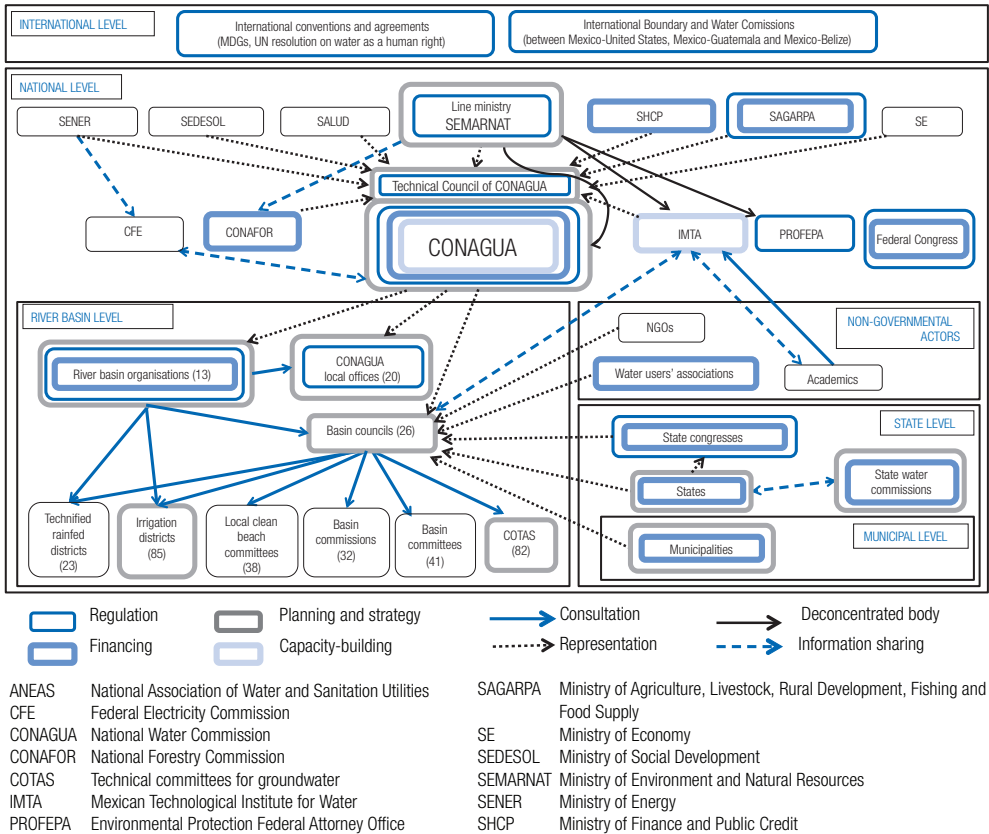 INTERNATIONAL LEVEL
International conventions and agreements
(MDGs, UN resolution on water as a human right)
International Boundary and Water Comissions
(between Mexico-United States, Mexico-Guatemala and Mexico-Belize)
NATIONAL LEVEL
SENER
SEDESOL
SALUD
Line ministry
SEMARNAT
SHCP
SAGARPA
SE
Technical Council of CONAGUA
CFE
CONAFOR
CONAGUA
IMTA
PROFEPA
Federal Congress
RIVER BASIN LEVEL
River basin organisations (13)
CONAGUA
local offices (20)
Basin councils (26)
Technified
rainfed
districts
(23)
Irrigation
districts
(85)
Local clean
beach
committees
(38)
Basin
commissions
(32)
Basin
committees
(41)
COTAS
(82)
NON-GOVERNMENTAL
ACTORS
NGOs
Water users' associations
Academics
STATE LEVEL
State congresses
States
State water
commissions
MUNICIPAL LEVEL
Municipalities
Regulation
Financing
Planning and strategy
Capacity-building
Consultation
Representation
Deconcentrated body
Information sharing
ANEAS National Association of Water and Sanitation Utilities
CFE Federal Electricity Commission
CONAGUA National Water Commission
CONAFOR National Forestry Commission
COTAS Technical committees for groundwater
IMTA Mexican Technological Institute for Water
PROFEPA Environmental Protection Federal Attorney Office
SAGARPA Ministry of Agriculture, Livestock, Rural Development, Fishing and
Food Supply
SE Ministry of Economy
SEDESOL Ministry of Social Development
SEMARNAT Ministry of Environment and Natural Resources
SENER Ministry of Energy
SHCP Ministry of Finance and Public Credit